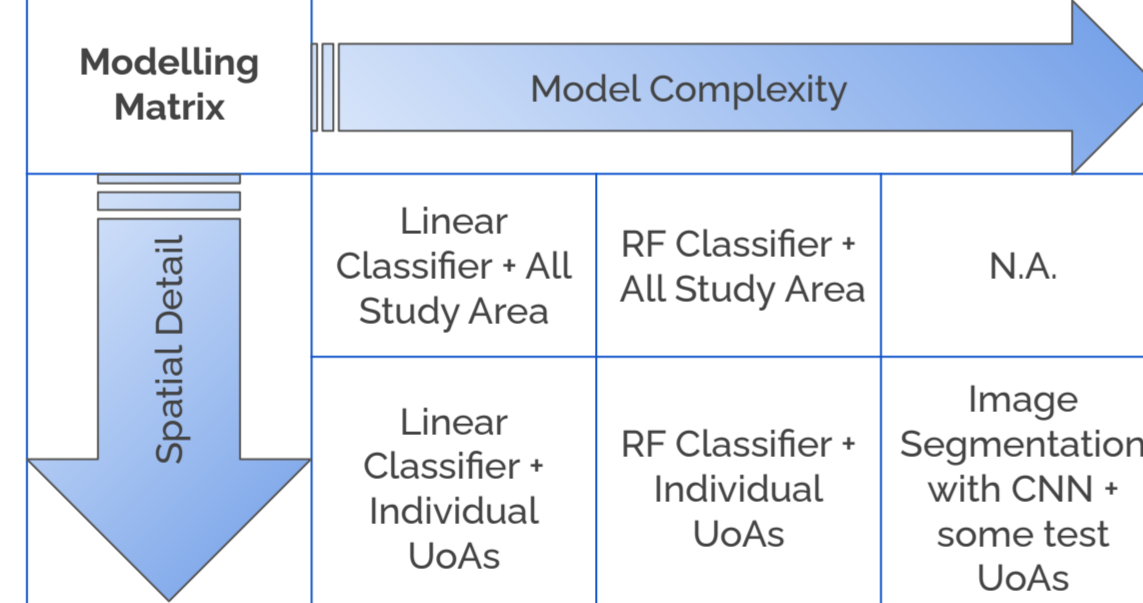 Modelling
Matrix
Model Complexity
Spatial Detail
Linear
Classifier + All
Study Area
RF Classifier +
All Study Area
N.A.
Linear
Classifier +
Individual
UoAs
RF Classifier +
Individual
UoAs
Image
Segmentation
with CNN +
some test
UoAs